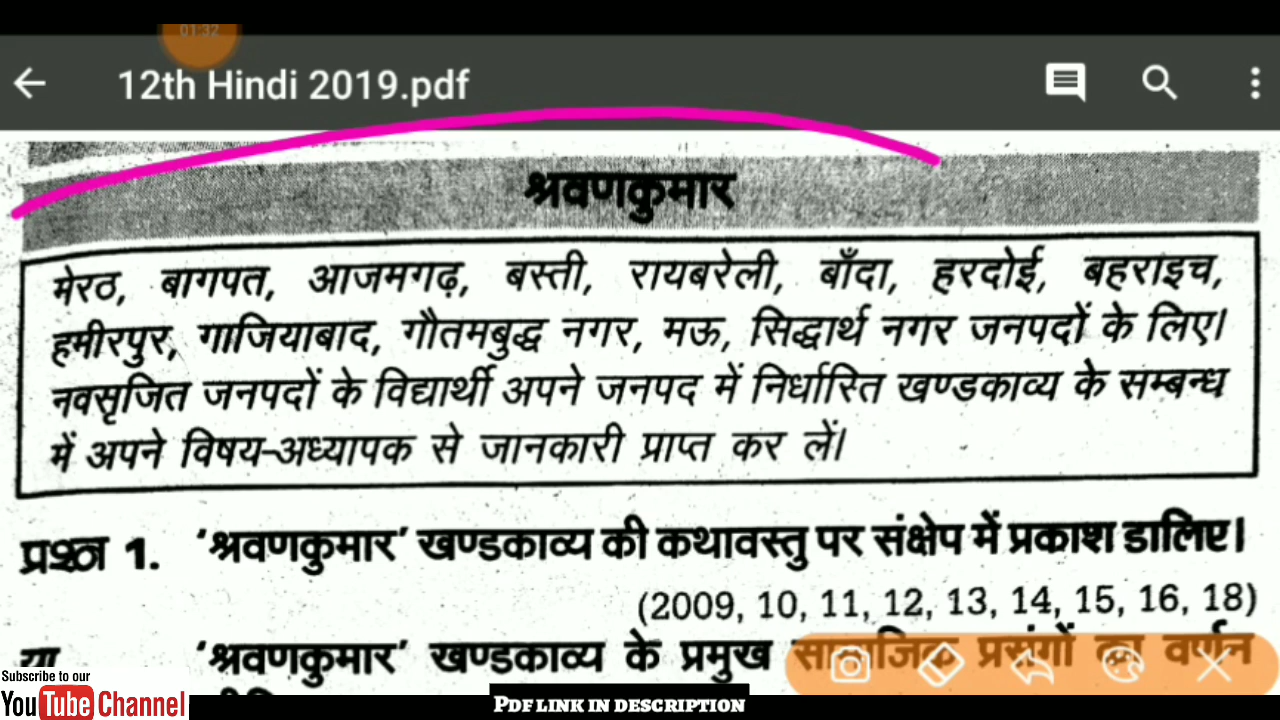 01:32
12th Hindi 2019.pdf
श्रवणकुमार
मेरठ, बागपत, आजमगढ़, बस्ती, रायबरेली, बाँदा, हरदोई, बहराइच,
हमीरपुर, गाजियाबाद, गौतमबुद्ध नगर, मऊ, सिद्धार्थ नगर जनपदों के लिए।
नवसृजित जनपदों के विद्यार्थी अपने जनपद में निर्धारित खण्डकाव्य के सम्बन्ध
में अपने विषय-अध्यापक से जानकारी प्राप्त कर लें।
प्रश्न 1. ‘श्रवणकुमार’ खण्डकाव्य की कथावस्तु पर संक्षेप में प्रकाश डालिए।
(2009, 10, 11, 12, 13, 14, 15, 16, 18)
या ‘श्रवणकुमार’ खण्डकाव्य के प्रमुख प्रसंगों का वर्णन
Subscribe to our
YouTube Channel
PDF LINK IN DESCRIPTION